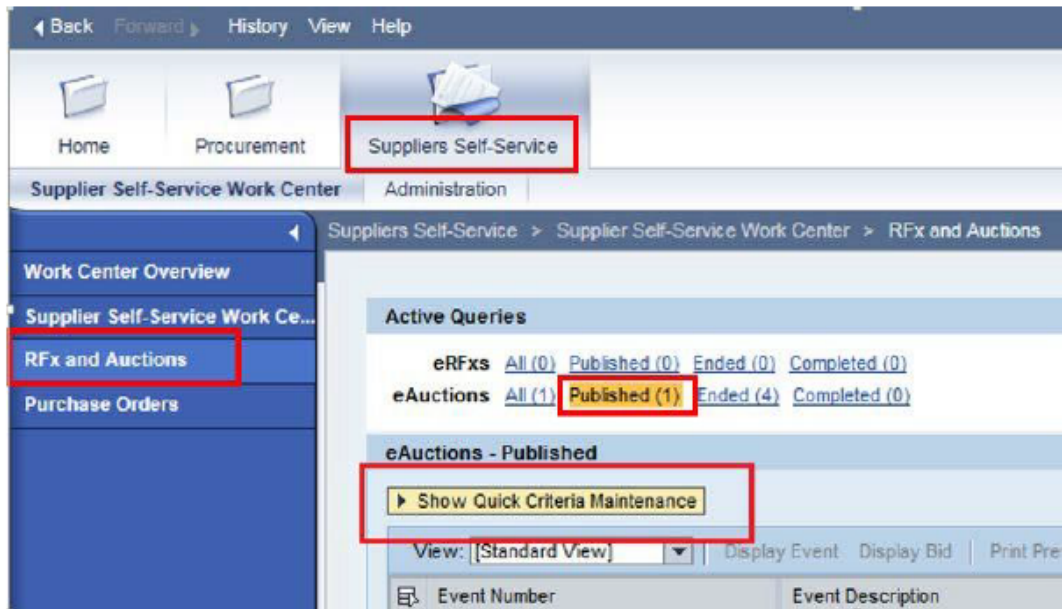 Back Forward History View Help
Home Procurement Suppliers Self-Service
Supplier Self-Service Work Center Administration
Suppliers Self-Service > Supplier Self-Service Work Center > RFx and Auctions
Work Center Overview
Supplier Self-Service Work Ce...
RFx and Auctions
Purchase Orders
Active Queries
eRFxs All (0) Published (0) Ended (0) Completed (0)
eAuctions All (1) Published (1) Ended (4) Completed (0)
eAuctions - Published
Show Quick Criteria Maintenance
View: [Standard View] Display Event Display Bid Print Pre
Event Number Event Description